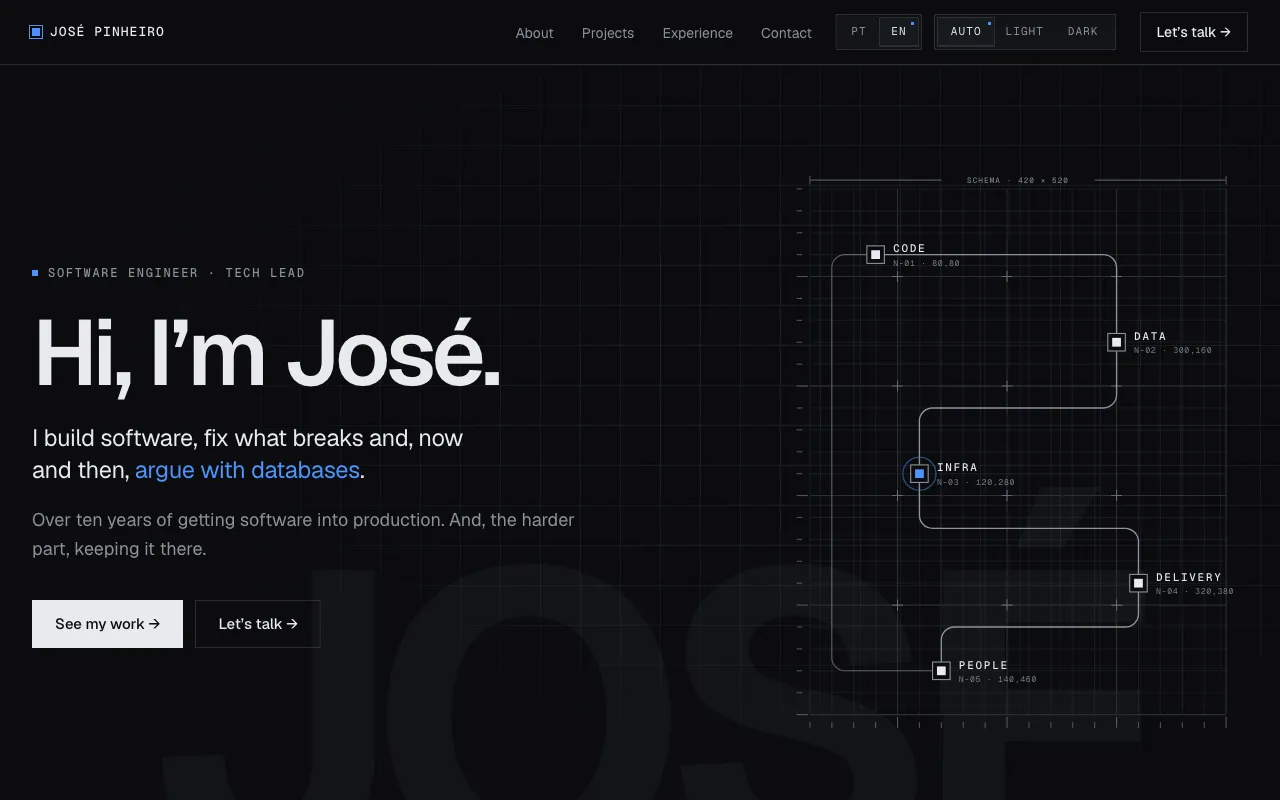 JOSÉ PINHEIRO
About
Projects
Experience
Contact
PT
EN
AUTO
LIGHT
DARK
Let's talk →
SCHEMA · 420 × 520
SOFTWARE ENGINEER · TECH LEAD
Hi, I'm José.
I build software, fix what breaks and, now
and then, argue with databases.
Over ten years of getting software into production. And, the harder
part, keeping it there.
See my work →
Let's talk →
CODE
N-01 · 80,80
DATA
N-02 · 300,160
INFRA
N-03 · 120,280
DELIVERY
N-04 · 320,380
PEOPLE
N-05 · 140,460
JOSÉ